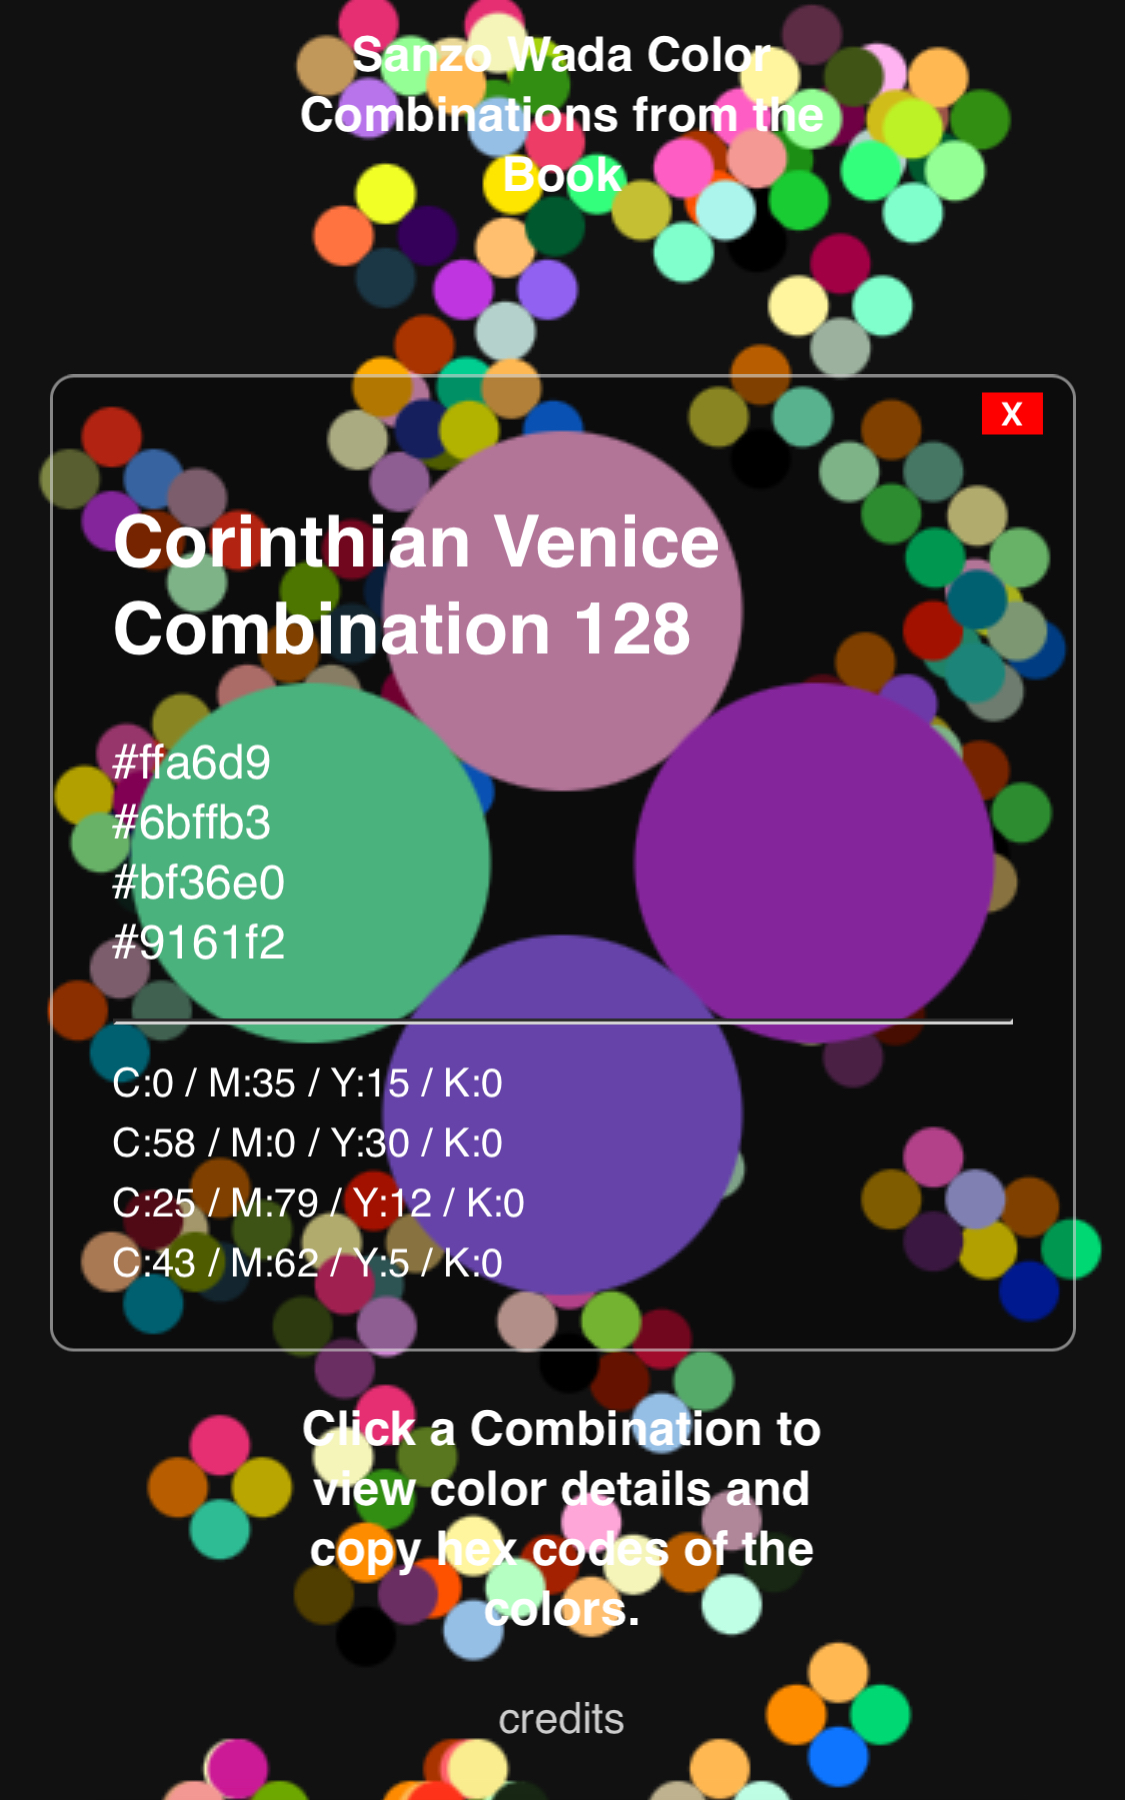 Sanzo Wada Color
Combinations from the
Book
X
Corinthian Venice
Combination 128
#ffa6d9
#6bffb3
#bf36e0
#9161f2
C:0 / M:35 / Y:15 / K:0
C:58 / M:0 / Y:30 / K:0
C:25 / M:79 / Y:12 / K:0
C:43 / M:62 / Y:5 / K:0
Click a Combination to
view color details and
copy hex codes of the
colors.
credits